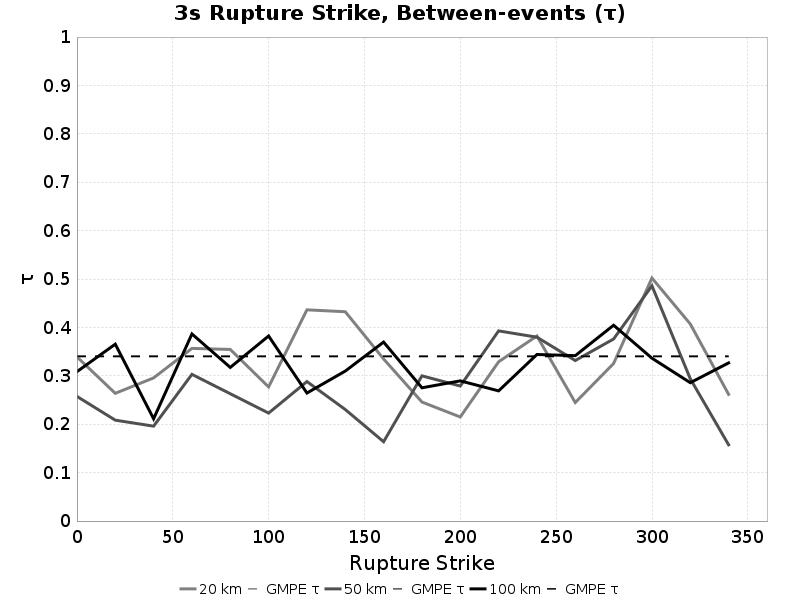 3s Rupture Strike, Between-events (τ)
1
0.9
0.8
0.7
0.6
0.5
0.4
0.3
0.2
0.1
0
τ
0 50 100 150 200 250 300 350
Rupture Strike
20 km GMPE τ 50 km GMPE τ 100 km GMPE τ